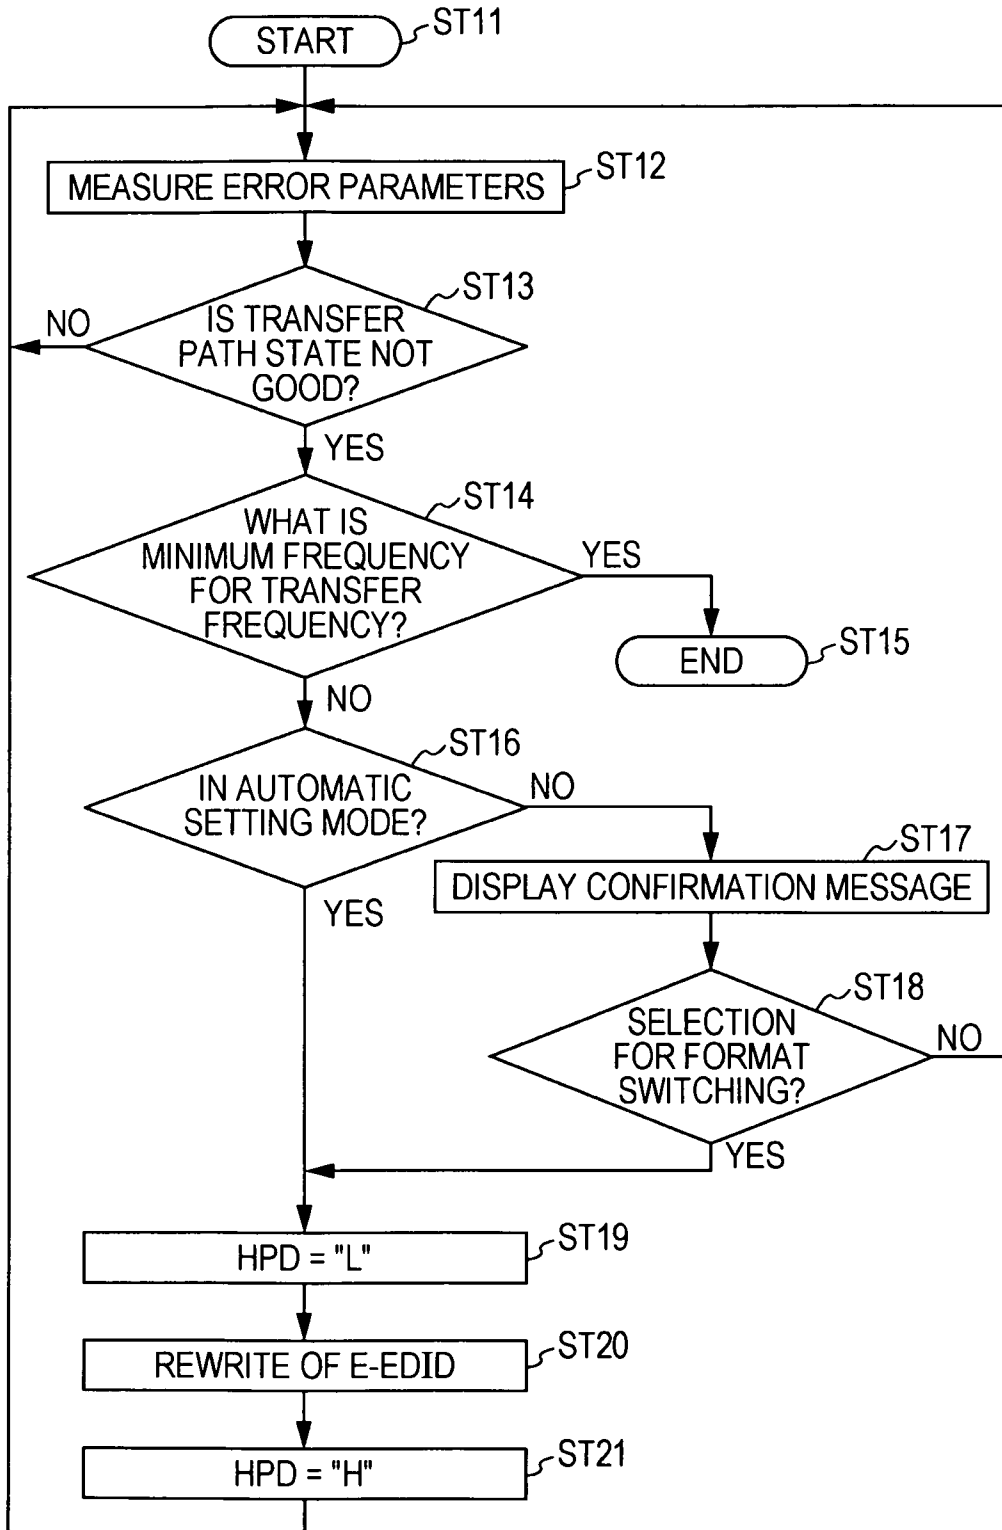 START
ST11
MEASURE ERROR PARAMETERS
ST12
IS TRANSFER
PATH STATE NOT
GOOD?
ST13
NO
YES
WHAT IS
MINIMUM FREQUENCY
FOR TRANSFER
FREQUENCY?
ST14
YES
END
ST15
NO
IN AUTOMATIC
SETTING MODE?
ST16
NO
YES
DISPLAY CONFIRMATION MESSAGE
ST17
SELECTION
FOR FORMAT
SWITCHING?
ST18
NO
YES
HPD = "L"
ST19
REWRITE OF E-EDID
ST20
HPD = "H"
ST21